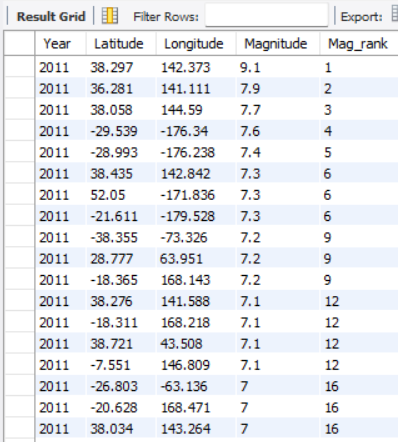 Result Grid Filter Rows: Export:
Year Latitude Longitude Magnitude Mag_rank
2011 38.297 142.373 9.1 1
2011 36.281 141.111 7.9 2
2011 38.058 144.59 7.7 3
2011 -29.539 -176.34 7.6 4
2011 -28.993 -176.238 7.4 5
2011 38.435 142.842 7.3 6
2011 52.05 -171.836 7.3 6
2011 -21.611 -179.528 7.3 6
2011 -38.355 -73.326 7.2 9
2011 28.777 63.951 7.2 9
2011 -18.365 168.143 7.2 9
2011 38.276 141.588 7.1 12
2011 -18.311 168.218 7.1 12
2011 38.721 43.508 7.1 12
2011 -7.551 146.809 7.1 12
2011 -26.803 -63.136 7 16
2011 -20.628 168.471 7 16
2011 38.034 143.264 7 16